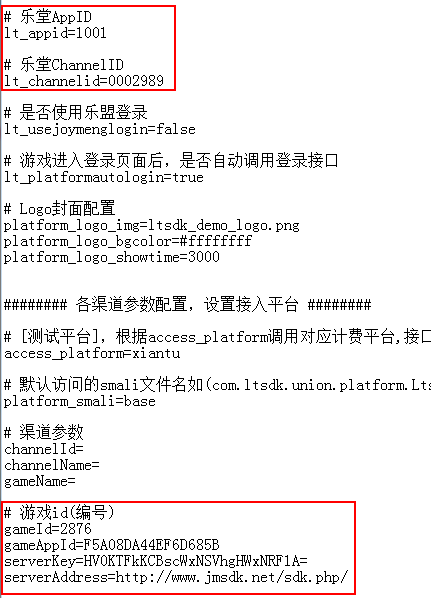 # 乐堂AppID
lt_appid=1001
# 乐堂ChannelID
lt_channelid=0002989
# 是否使用乐盟登录
lt_usejoymenglogin=false
# 游戏进入登录页面后, 是否自动调用登录接口
lt_platformautologin=true
# Logo封面配置
platform_logo_img=ltsdk_demo_logo.png
platform_logo_bgcolor=#ffffffff
platform_logo_showtime=3000
######## 各渠道参数配置, 设置接入平台 ########
# [测试平台], 根据access_platform调用对应计费平台,接口
access_platform=xiantu
# 默认访问的smali文件名如(com.ltsdk.union.platform.Lts
platform_smali=base
# 渠道参数
channelId=
channelName=
gameName=
# 游戏id(编号)
gameId=2876
gameAppId=F5A08DA44EF6D685B
serverKey=HVOKTFkKCBscWxNSVhgHWxNRF1A=
serverAddress=http://www.jmsdk.net/sdk.php/